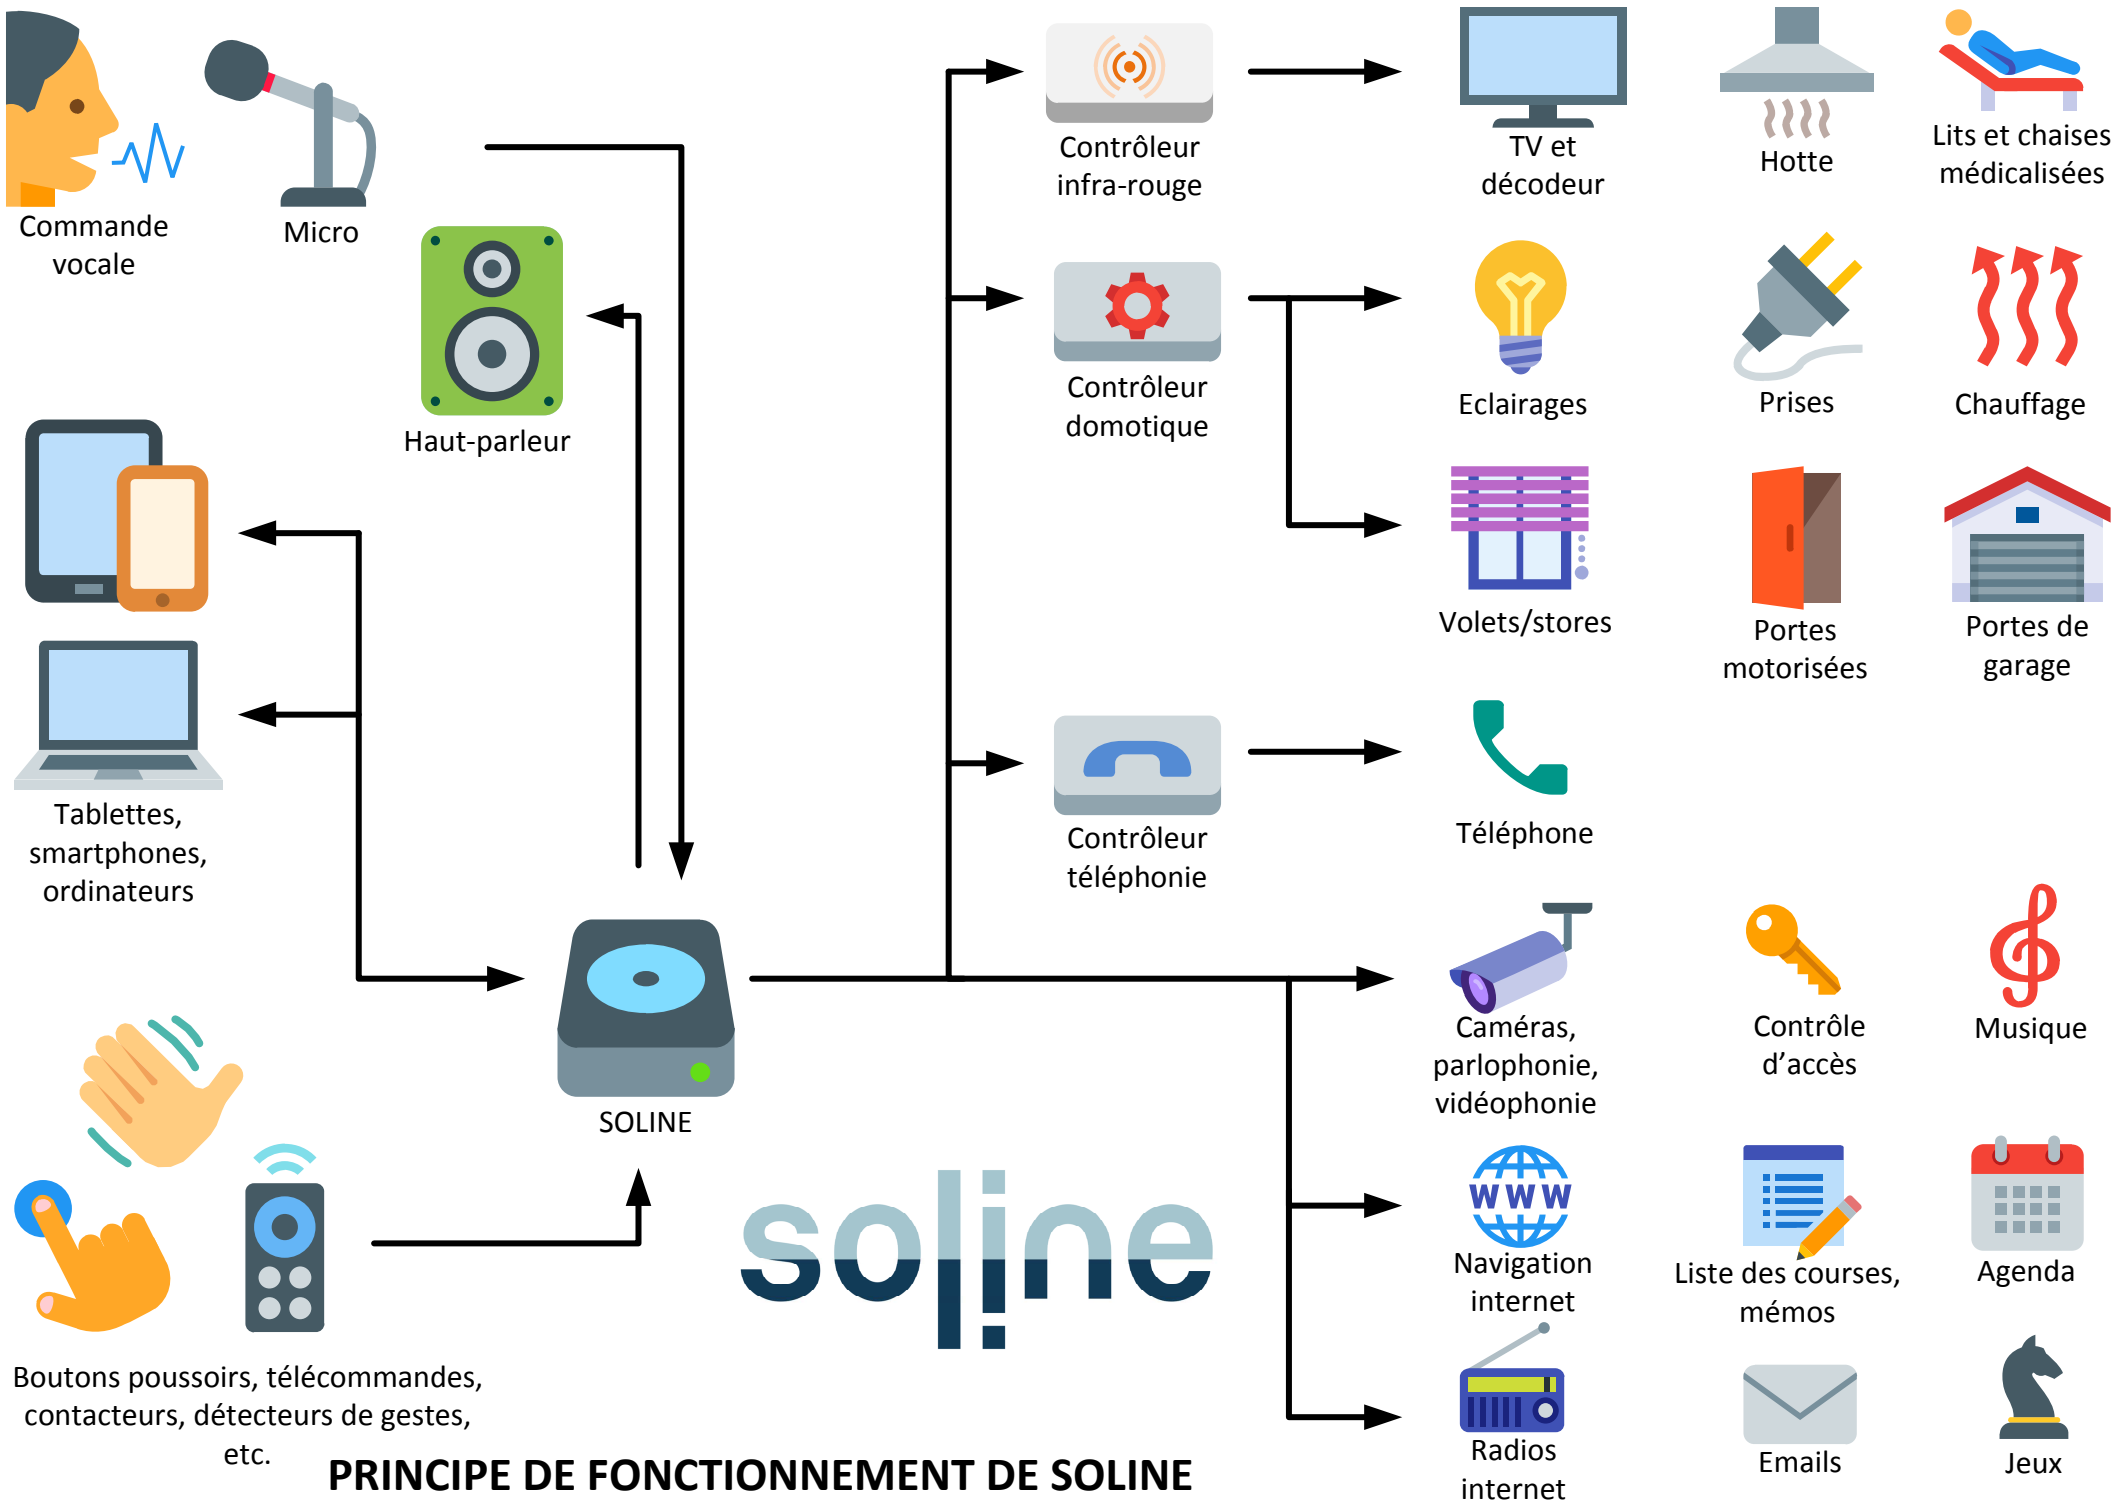 Commande
vocale
Micro
Haut-parleur
Tablettes,
smartphones,
ordinateurs
SOLINE
Boutons poussoirs, télécommandes,
contacteurs, détecteurs de gestes,
etc.
soline
PRINCIPE DE FONCTIONNEMENT DE SOLINE
Contrôleur
infra-rouge
TV et
décodeur
Hotte
Lits et chaises
médicalisées
Contrôleur
domotique
Eclairages
Prises
Chauffage
Volets/stores
Portes
motorisées
Portes de
garage
Contrôleur
téléphonie
Téléphone
Caméras,
parlophonie,
vidéophonie
Contrôle
d’accès
Musique
WWW
Navigation
internet
Liste des courses,
mémos
Agenda
Radios
internet
Emails
Jeux